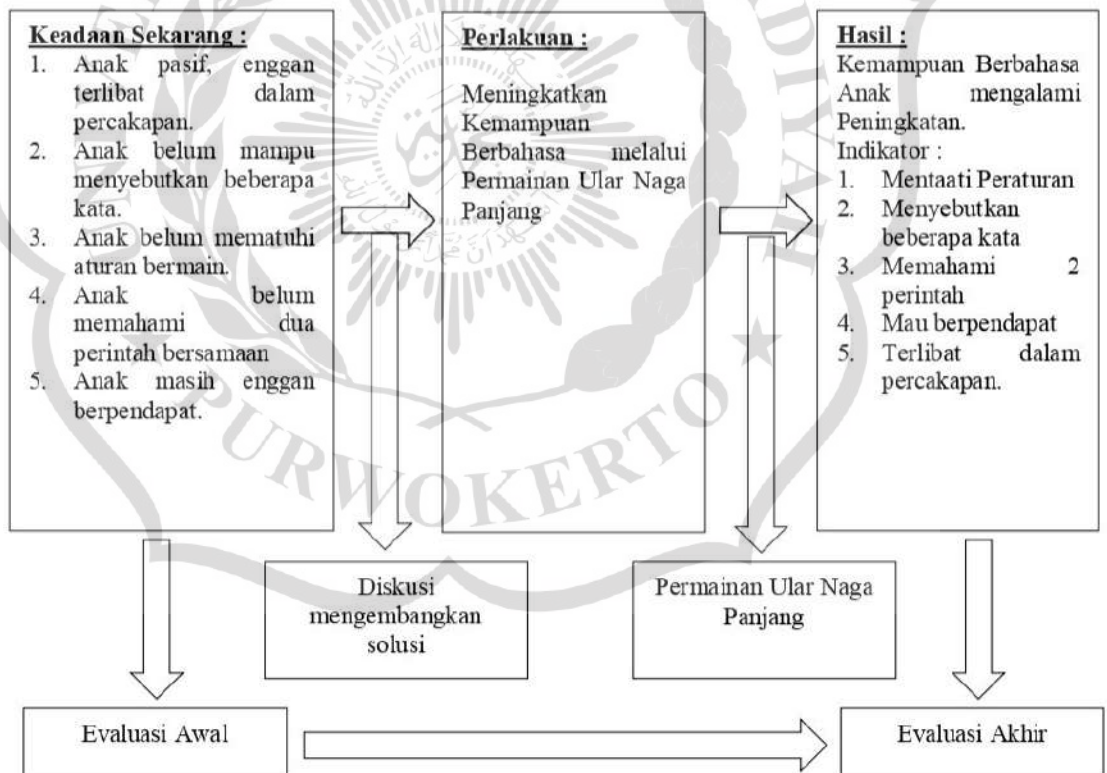 Keadaan Sekarang :
1. Anak pasif, enggan
terlibat dalam
percakapan.
2. Anak belum mampu
menyebutkan beberapa
kata.
3. Anak belum mematuhi
aturan bermain.
4. Anak belum
memahami dua
perintah bersamaan
5. Anak masih enggan
berpendapat.
Perlakuan :
Meningkatkan
Kemampuan
Berbahasa melalui
Permainan Ular Naga
Panjang
Hasil :
Kemampuan Berbahasa
Anak mengalami
Peningkatan.
Indikator :
1. Mentaati Peraturan
2. Menyebutkan
beberapa kata
3. Memahami 2
perintah
4. Mau berpendapat
5. Terlibat dalam
percakapan.
Diskusi
mengembangkan
solusi
Permainan Ular Naga
Panjang
Evaluasi Awal
Evaluasi Akhir
PURWOKERTO